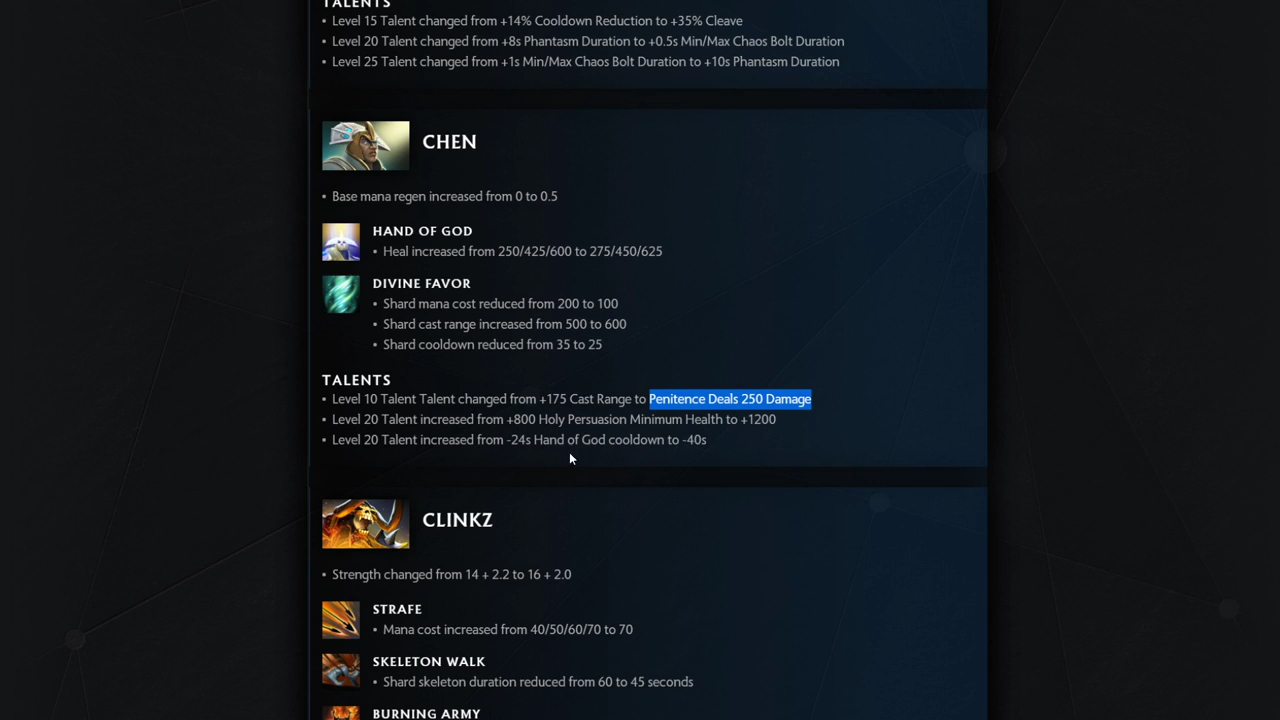 TALENTS
• Level 15 Talent changed from +14% Cooldown Reduction to +35% Cleave
• Level 20 Talent changed from +8s Phantasm Duration to +0.5s Min/Max Chaos Bolt Duration
• Level 25 Talent changed from +1s Min/Max Chaos Bolt Duration to +10s Phantasm Duration
CHEN
• Base mana regen increased from 0 to 0.5
HAND OF GOD
• Heal increased from 250/425/600 to 275/450/625
DIVINE FAVOR
• Shard mana cost reduced from 200 to 100
• Shard cast range increased from 500 to 600
• Shard cooldown reduced from 35 to 25
TALENTS
• Level 10 Talent Talent changed from +175 Cast Range to Penitence Deals 250 Damage
• Level 20 Talent increased from +800 Holy Persuasion Minimum Health to +1200
• Level 20 Talent increased from -24s Hand of God cooldown to -40s
CLINKZ
• Strength changed from 14 + 2.2 to 16 + 2.0
STRAFE
• Mana cost increased from 40/50/60/70 to 70
SKELETON WALK
• Shard skeleton duration reduced from 60 to 45 seconds
BURNING ARMY